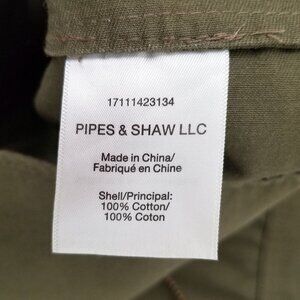 17111423134
PIPES & SHAW LLC
Made in China/
Fabriqué en Chine
Shell/Principal:
100% Cotton/
100% Coton